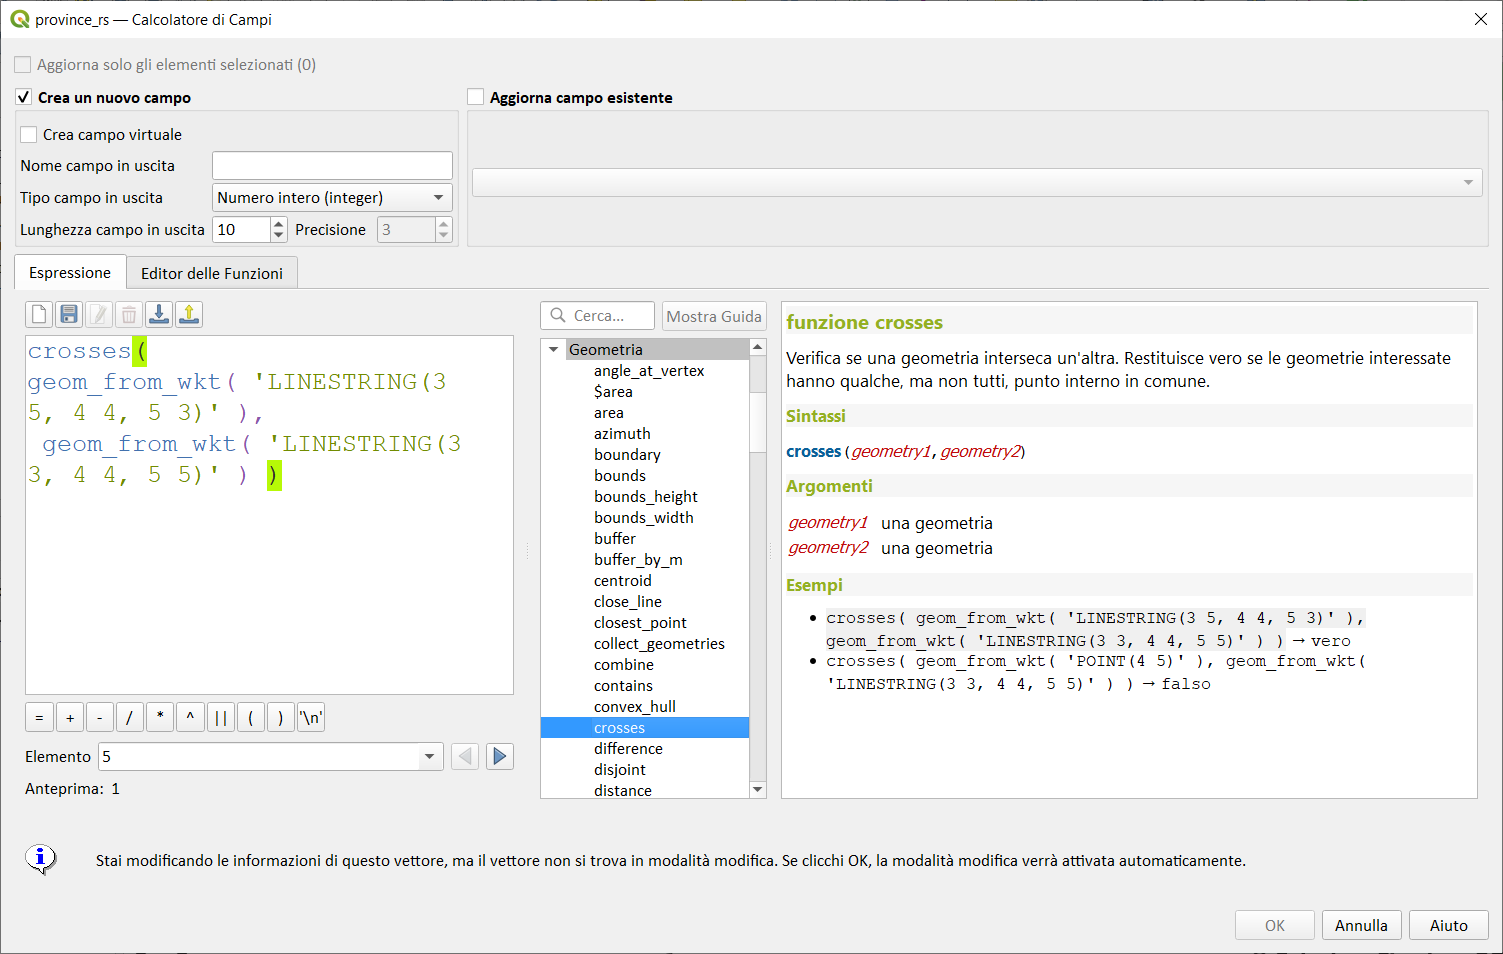 province_rs — Calcolatore di Campi
Aggiorna solo gli elementi selezionati (0)
Crea un nuovo campo
Aggiorna campo esistente
Crea campo virtuale
Nome campo in uscita
Tipo campo in uscita
Numero intero (integer)
Lunghezza campo in uscita
10
Precisione
3
Espressione
Editor delle Funzioni
crosses(
geom_from_wkt( 'LINESTRING(3
5, 4 4, 5 3)' ),
geom_from_wkt( 'LINESTRING(3
3, 4 4, 5 5)' ) )
= + - / * ^ || ( ) '\n'
Elemento
5
Anteprima: 1
Cerca...
Mostra Guida
Geometria
angle_at_vertex
$area
area
azimuth
boundary
bounds
bounds_height
bounds_width
buffer
buffer_by_m
centroid
close_line
closest_point
collect_geometries
combine
contains
convex_hull
crosses
difference
disjoint
distance
funzione crosses
Verifica se una geometria interseca un'altra. Restituisce vero se le geometrie interessate
hanno qualche, ma non tutti, punto interno in comune.
Sintassi
crosses(geometry1,geometry2)
Argomenti
geometry1 una geometria
geometry2 una geometria
Esempi
• crosses( geom_from_wkt( 'LINESTRING(3 5, 4 4, 5 3)' ),
geom_from_wkt( 'LINESTRING(3 3, 4 4, 5 5)' ) ) → vero
• crosses( geom_from_wkt( 'POINT(4 5)' ), geom_from_wkt(
'LINESTRING(3 3, 4 4, 5 5)' ) ) → falso
Stai modificando le informazioni di questo vettore, ma il vettore non si trova in modalità modifica. Se clicchi OK, la modalità modifica verrà attivata automaticamente.
OK
Annulla
Aiuto